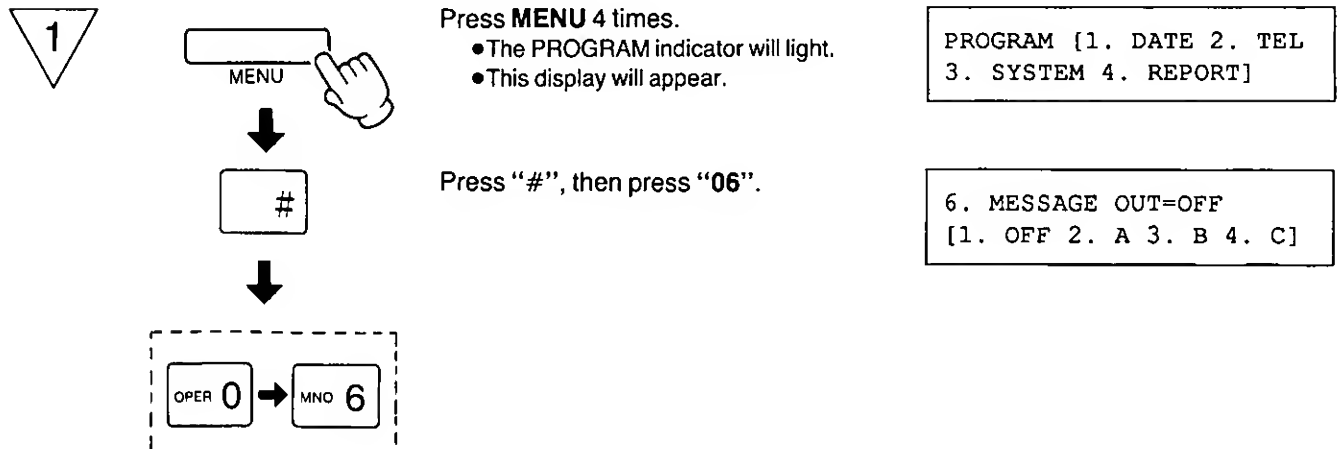 1
MENU
Press MENU 4 times.
●The PROGRAM indicator will light.
●This display will appear.
PROGRAM [1. DATE 2. TEL
3. SYSTEM 4. REPORT]
#
Press “#”, then press “06”.
6. MESSAGE OUT=OFF
[1. OFF 2. A 3. B 4. C]
OPER 0
MNO 6